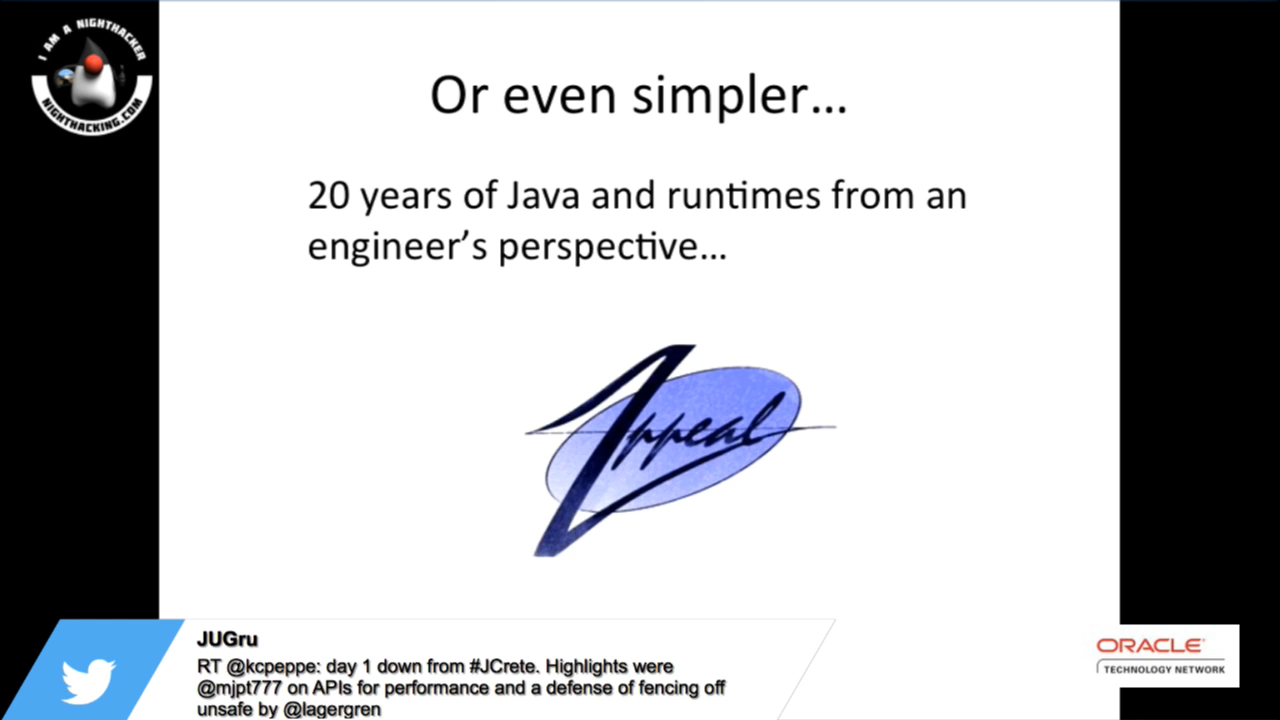 I AM A NIGHTHACKER
NIGHTHACKING.COM
Or even simpler…
20 years of Java and runtimes from an
engineer’s perspective…
Appeal
JUGru
RT @kcpeppe: day 1 down from #JCrete. Highlights were
@mjpt777 on APIs for performance and a defense of fencing off
unsafe by @lagergren
ORACLE®
TECHNOLOGY NETWORK